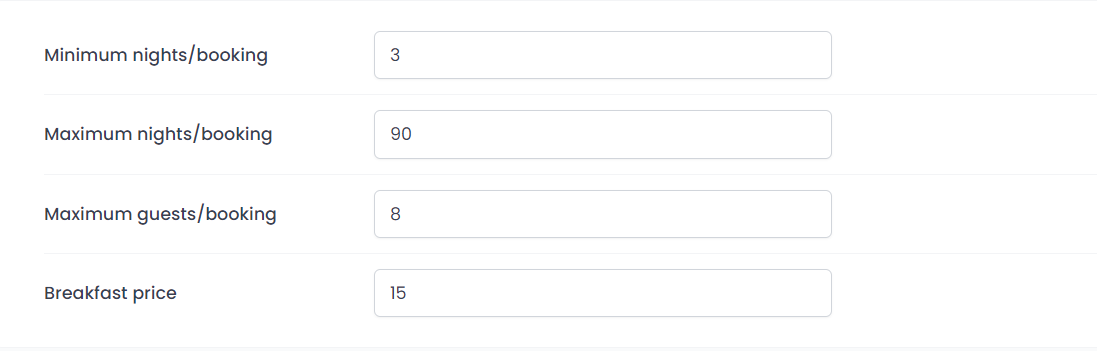 Minimum nights/booking 3
Maximum nights/booking 90
Maximum guests/booking 8
Breakfast price 15